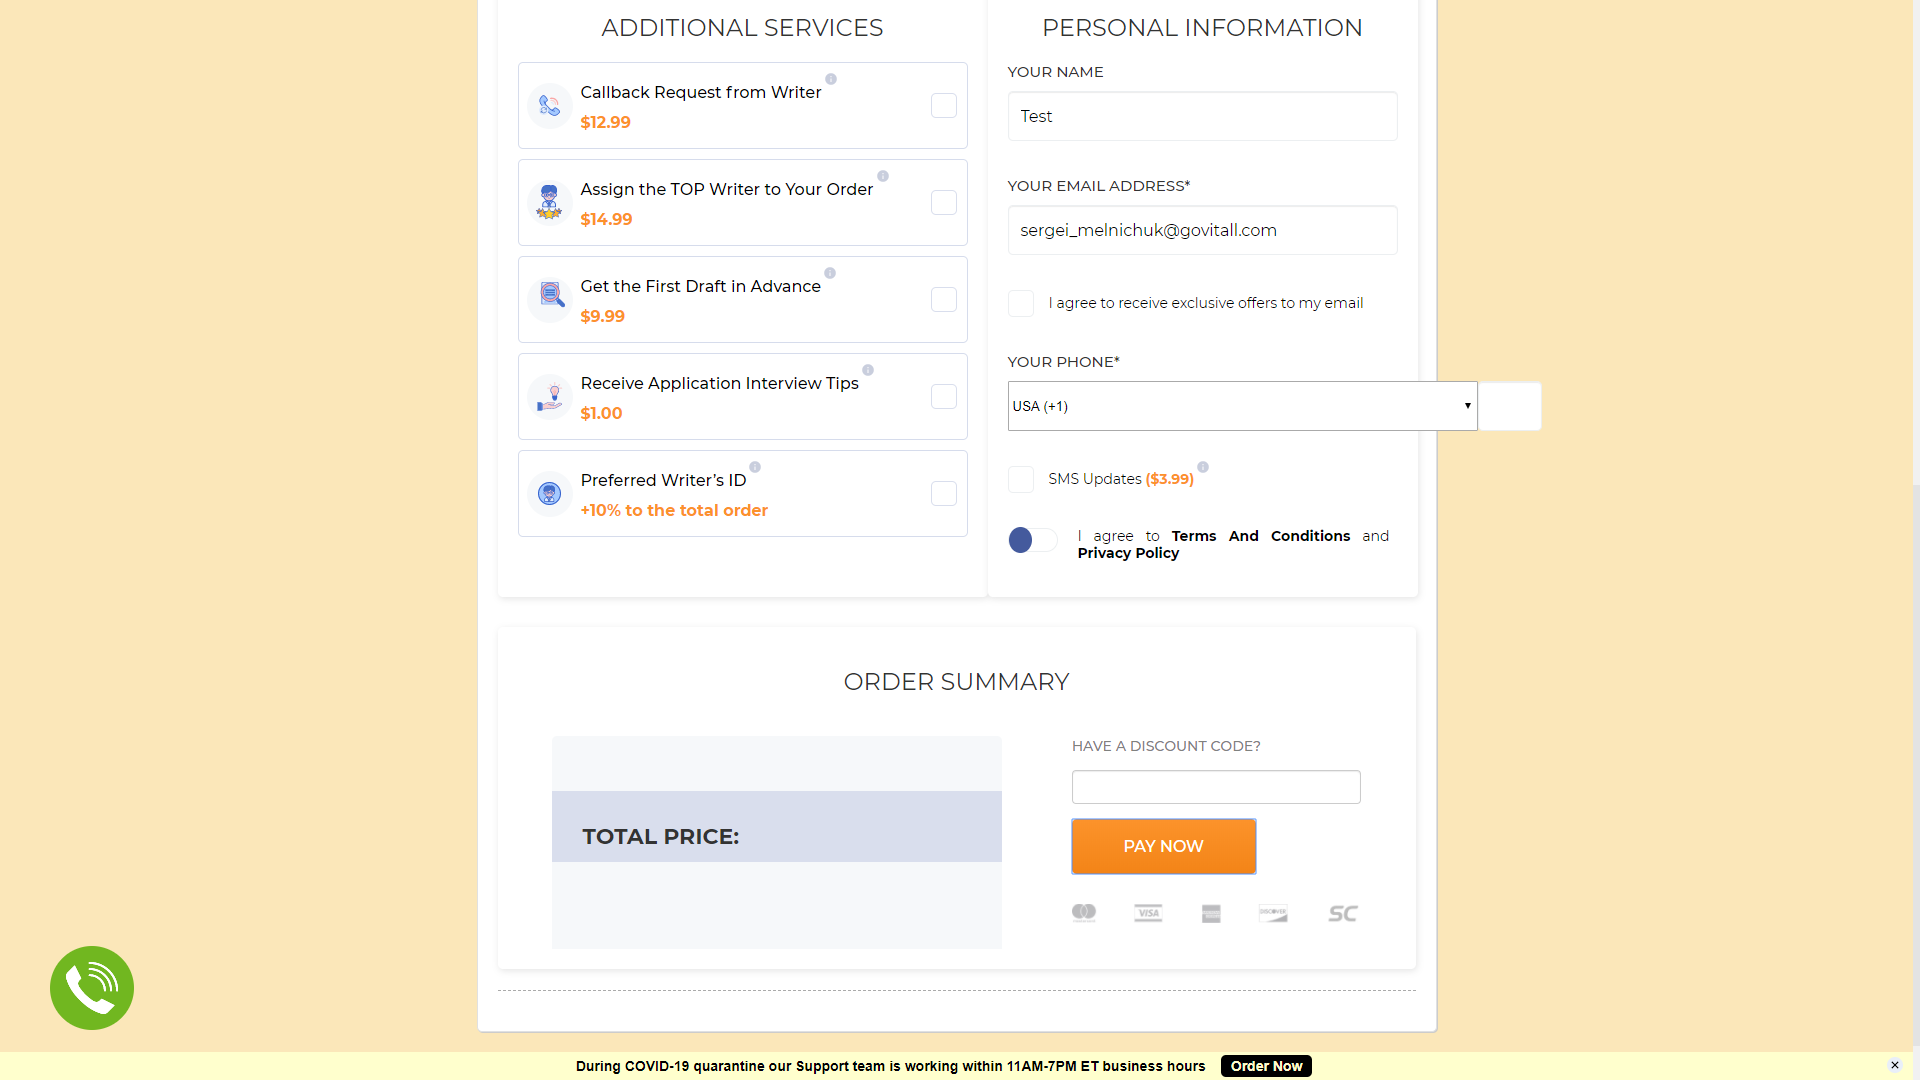 ADDITIONAL SERVICES
Callback Request from Writer
$12.99
Assign the TOP Writer to Your Order
$14.99
Get the First Draft in Advance
$9.99
Receive Application Interview Tips
$1.00
Preferred Writer’s ID
+10% to the total order
PERSONAL INFORMATION
YOUR NAME
Test
YOUR EMAIL ADDRESS*
sergei_melnichuk@govitall.com
I agree to receive exclusive offers to my email
YOUR PHONE*
USA (+1)
SMS Updates ($3.99)
I agree to Terms And Conditions and
Privacy Policy
ORDER SUMMARY
TOTAL PRICE:
HAVE A DISCOUNT CODE?
PAY NOW
VISA
DISCOVER
SC
During COVID-19 quarantine our Support team is working within 11AM-7PM ET business hours
Order Now